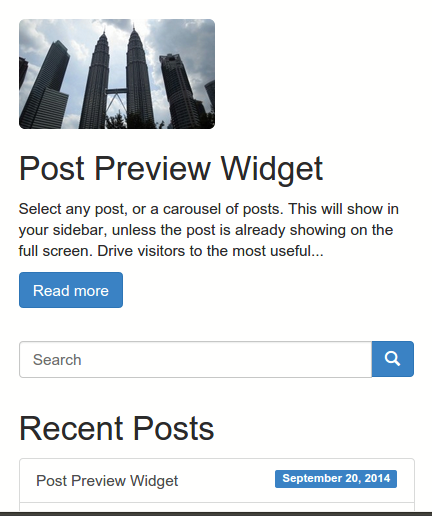 Post Preview Widget
Select any post, or a carousel of posts. This will show in
your sidebar, unless the post is already showing on the
full screen. Drive visitors to the most useful...
Read more
Search
Recent Posts
Post Preview Widget September 20, 2014